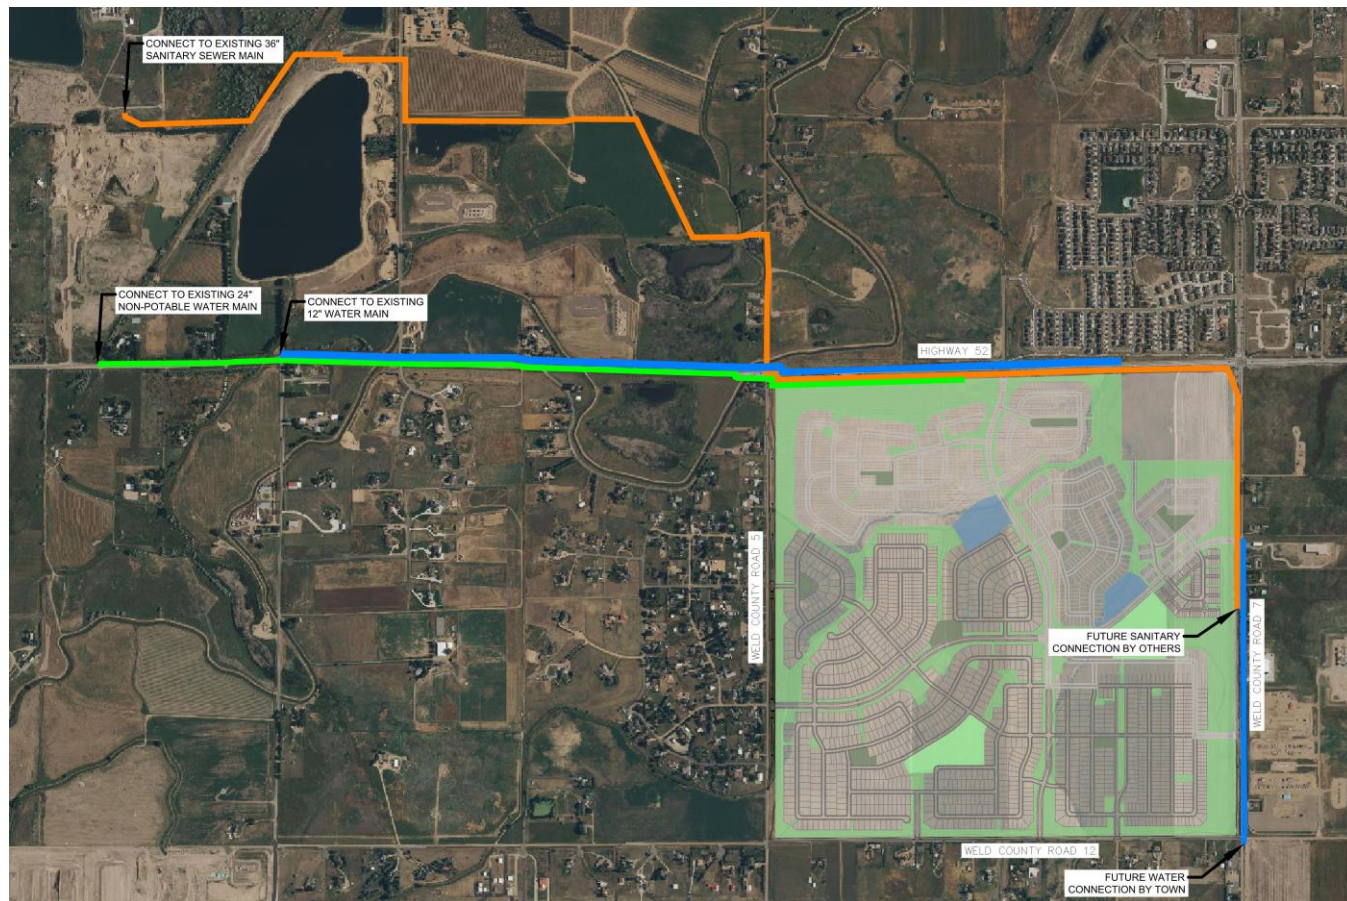 CONNECT TO EXISTING 36"
SANITARY SEWER MAIN
CONNECT TO EXISTING 24"
NON-POTABLE WATER MAIN
CONNECT TO EXISTING
12" WATER MAIN
HIGHWAY 52
WELD COUNTY ROAD 5
WELD COUNTY ROAD 7
FUTURE SANITARY
CONNECTION BY OTHERS
WELD COUNTY ROAD 12
FUTURE WATER
CONNECTION BY TOWN